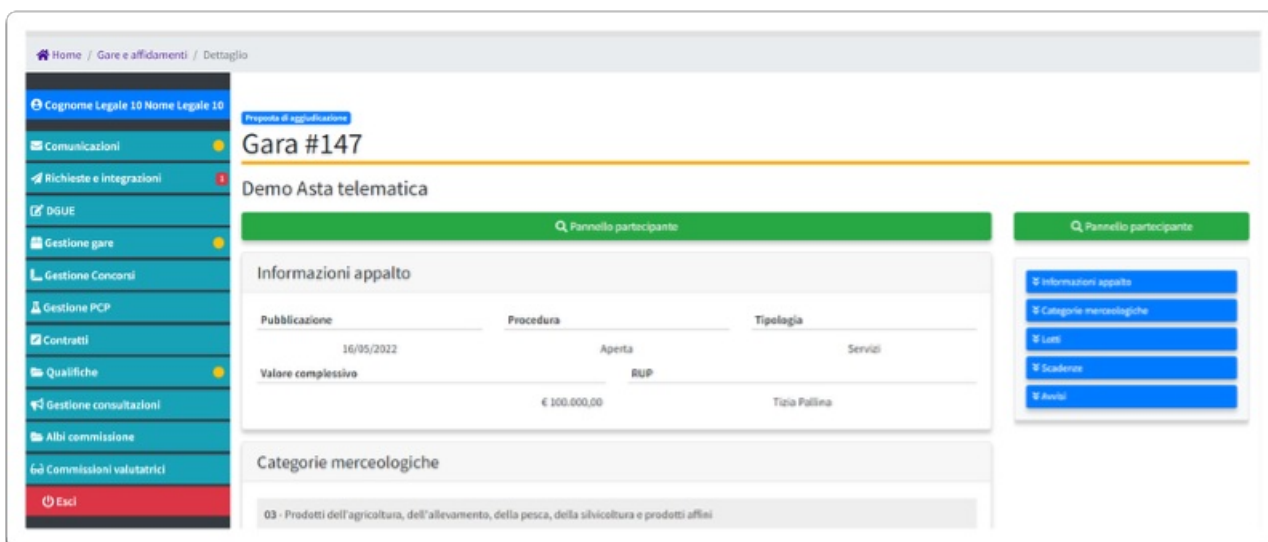 Home / Gare e affidamenti / Dettaglio
Cognome Legale 10 Nome Legale 10
Comunicazioni
Richieste e integrazioni
DGUE
Gestione gare
Gestione Concorsi
Gestione PCP
Contratti
Qualifiche
Gestione consultazioni
Albi commissione
Commissioni valutatrici
Esci
Proposta di aggiudicazione
Gara #147
Demo Asta telematica
Pannello partecipante
Informazioni appalto
Pubblicazione Procedura Tipologia
16/05/2022 Aperta Servizi
Valore complessivo RUP
€ 100.000,00 Tizia Pallina
Categorie merceologiche
03 - Prodotti dell'agricoltura, dell'allevamento, della pesca, della silvicoltura e prodotti affini
Pannello partecipante
Informazioni appalto
Categorie merceologiche
Lotti
Scadenze
Avvisi